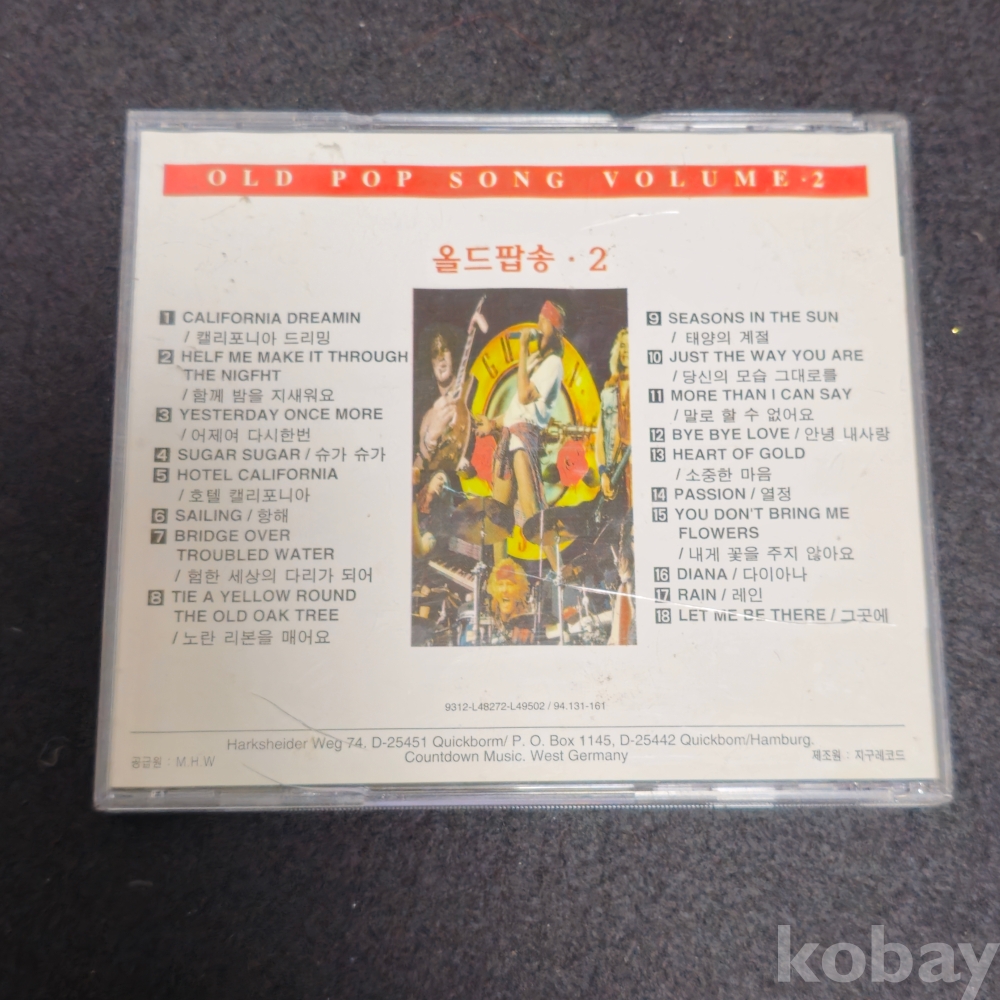 OLD POP SONG VOLUME·2
올드팝송·2
1 CALIFORNIA DREAMIN
/ 캘리포니아 드리밍
2 HELF ME MAKE IT THROUGH
THE NIGFHT
/ 함께 밤을 지새워요
3 YESTERDAY ONCE MORE
/ 어제여 다시한번
4 SUGAR SUGAR / 슈가 슈가
5 HOTEL CALIFORNIA
/ 호텔 캘리포니아
6 SAILING / 항해
7 BRIDGE OVER
TROUBLED WATER
/ 험한 세상의 다리가 되어
8 TIE A YELLOW ROUND
THE OLD OAK TREE
/ 노란 리본을 매어요
9 SEASONS IN THE SUN
/ 태양의 계절
10 JUST THE WAY YOU ARE
/ 당신의 모습 그대로를
11 MORE THAN I CAN SAY
/ 말로 할 수 없어요
12 BYE BYE LOVE / 안녕 내사랑
13 HEART OF GOLD
/ 소중한 마음
14 PASSION / 열정
15 YOU DON'T BRING ME
FLOWERS
/ 내게 꽃을 주지 않아요
16 DIANA / 다이아나
17 RAIN / 레인
18 LET ME BE THERE / 그곳에
9312-L48272-L49502 / 94.131-161
Harksheider Weg 74. D-25451 Quickborm/ P. O. Box 1145, D-25442 Quickbom/Hamburg.
Countdown Music. West Germany
공급원 : M.H.W
제조원 : 지구레코드
kobay